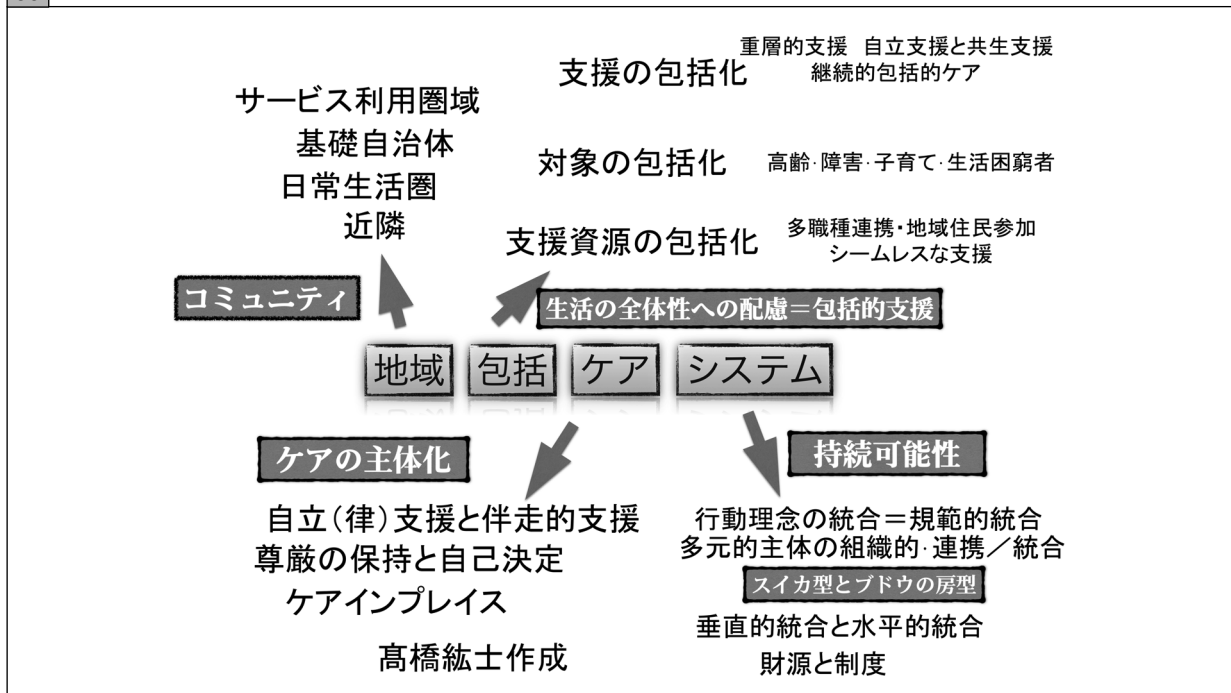 支援の包括化
重層的支援 自立支援と共生支援
継続的包括的ケア
サービス利用圏域
基礎自治体
日常生活圏
近隣
対象の包括化
高齢·障害·子育て·生活困窮者
支援資源の包括化
多職種連携・地域住民参加
シームレスな支援
コミュニティ
生活の全体性への配慮＝包括的支援
地域 包括 ケア システム
ケアの主体化
自立（律）支援と伴走的支援
尊厳の保持と自己決定
ケアインプレイス
髙橋紘士作成
持続可能性
行動理念の統合＝規範的統合
多元的主体の組織的·連携／統合
スイカ型とブドウの房型
垂直的統合と水平的統合
財源と制度